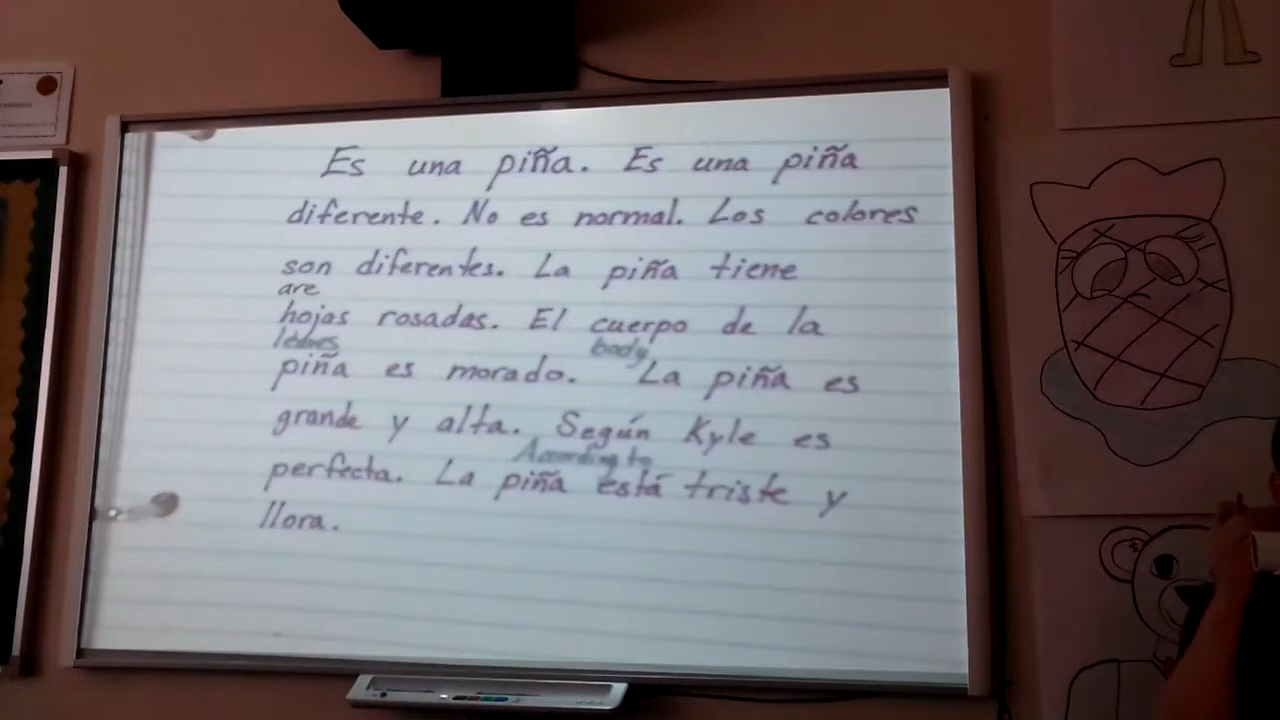 Es una piña. Es una piña
diferente. No es normal. Los colores
son diferentes. La piña tiene
are
hojas rosadas. El cuerpo de la
leaves body
piña es morado. La piña es
grande y alta. Según Kyle es
According to
perfecta. La piña está triste y
llora.